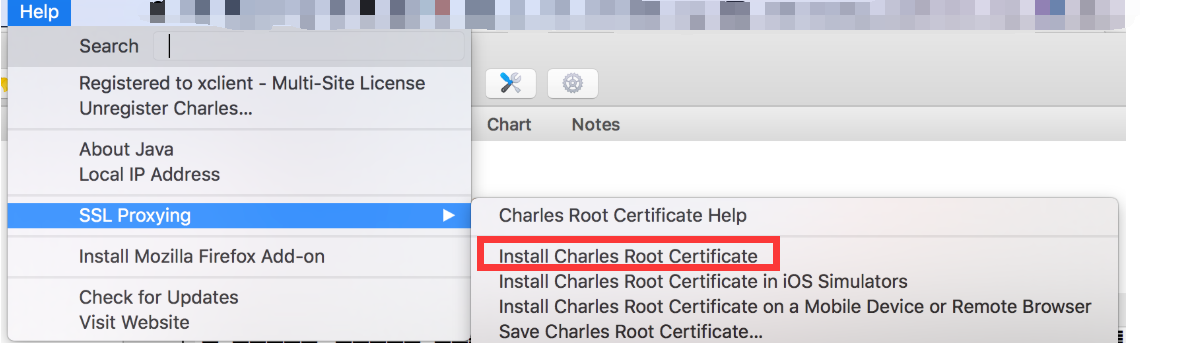 Help
Search
Registered to xclient - Multi-Site License
Unregister Charles...
Chart Notes
About Java
Local IP Address
SSL Proxying
Charles Root Certificate Help
Install Mozilla Firefox Add-on
Install Charles Root Certificate
Install Charles Root Certificate in iOS Simulators
Check for Updates
Install Charles Root Certificate on a Mobile Device or Remote Browser
Visit Website
Save Charles Root Certificate...